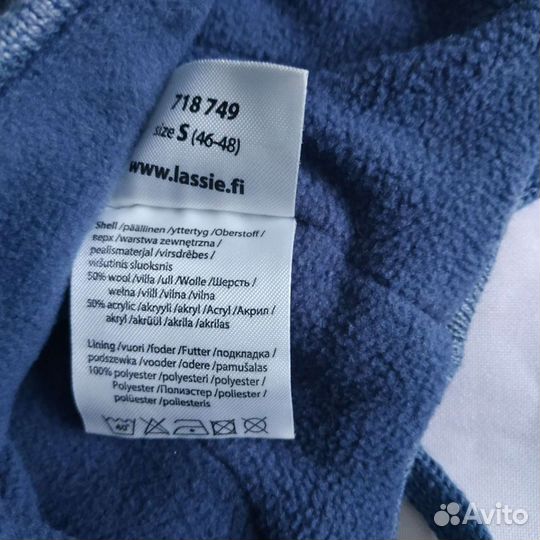 718 749
size S (46-48)
www.lassie.fi
Shell /päällinen /yttertyg /Oberstoff/
верх /warstwa zewnętrzna /
pealismaterjal /virsdrēbes/
viršutinis sluoksnis
50% wool /villa /ull /Wolle /Шерсть /
wełna /vill /vilna /vilna
50% acrylic /akryyli /akryl /Acryl /Акрил /
akryl /akrüül /akrila /akrilas
Lining /vuori /foder /Futter /подкладка /
podszewka /vooder /odere /pamušalas
100% polyester /polyesteri /polyester /
Polyester /Полиэстер /poliester /
polüester /poliesteris
40°
Avito